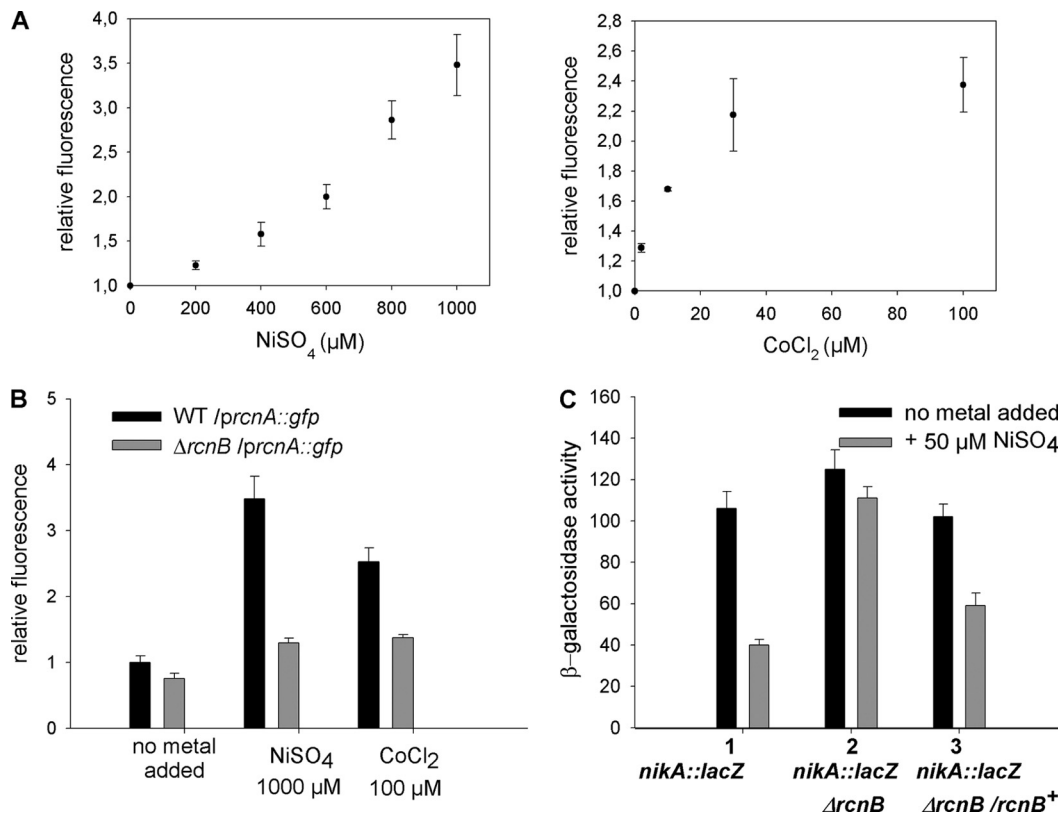 A
relative fluorescence
4,0
3,5
3,0
2,5
2,0
1,5
1,0
0 200 400 600 800 1000
NiSO4 (µM)
relative fluorescence
2,8
2,6
2,4
2,2
2,0
1,8
1,6
1,4
1,2
1,0
0 20 40 60 80 100
CoCl2 (µM)
B
WT /prcnA::gfp
ΔrcnB /prcnA::gfp
relative fluorescence
5
4
3
2
1
0
no metal added
NiSO4 1000 µM
CoCl2 100 µM
C
no metal added
+ 50 µM NiSO4
β-galactosidase activity
160
140
120
100
80
60
40
20
0
1 2 3
nikA::lacZ nikA::lacZ nikA::lacZ
ΔrcnB ΔrcnB /rcnB+